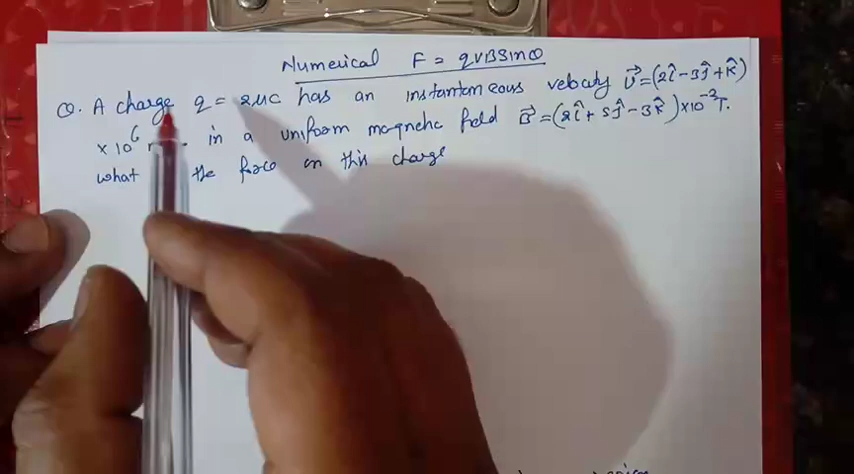 Numerical F = qvBSinθ
Q. A charge q = 2μc has an instantaneous velocity v⃗=(2î-3ĵ+k̂)
×10⁶ in a uniform magnetic field B⃗=(2î+5ĵ-3k̂)×10⁻²T.
what the force on this charge